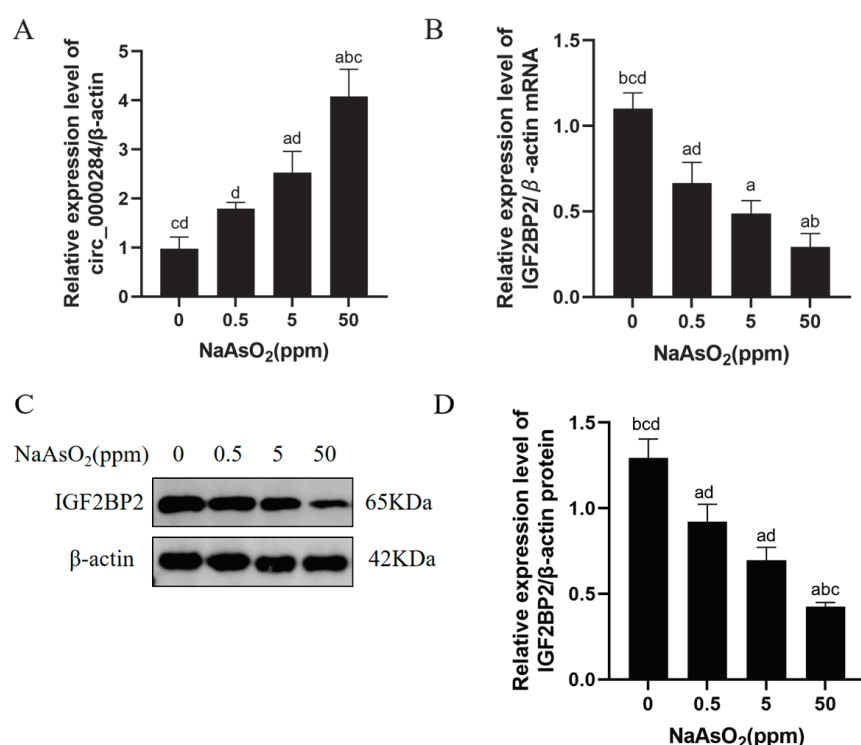 A
Relative expression level of
circ_0000284/β-actin
5
4
3
2
1
0
cd
d
ad
abc
0 0.5 5 50
NaAsO₂(ppm)
B
Relative expression level of
IGF2BP2/β-actin mRNA
1.5
1.0
0.5
0.0
bcd
ad
a
ab
0 0.5 5 50
NaAsO₂(ppm)
C
NaAsO₂(ppm) 0 0.5 5 50
IGF2BP2 65KDa
β-actin 42KDa
D
Relative expression level of
IGF2BP2/β-actin protein
1.5
1.0
0.5
0.0
bcd
ad
ad
abc
0 0.5 5 50
NaAsO₂(ppm)